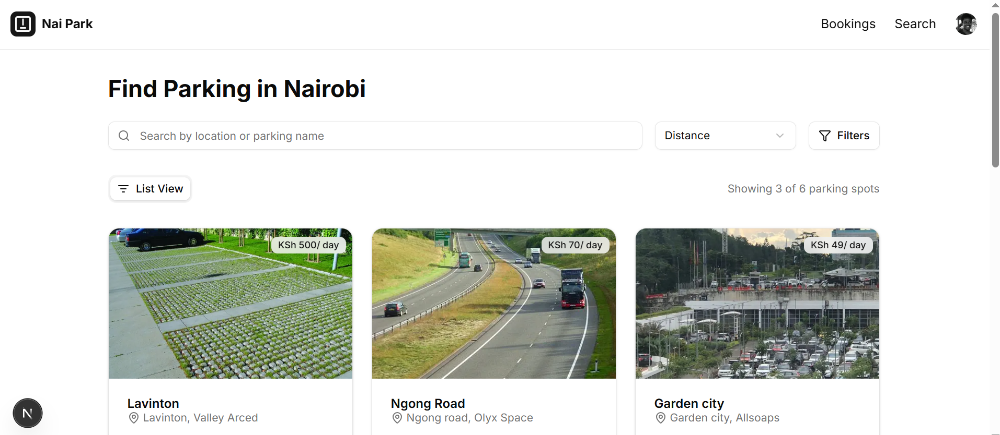 Nai Park
Bookings
Search
Find Parking in Nairobi
Search by location or parking name
Distance
Filters
List View
Showing 3 of 6 parking spots
KSh 500/ day
KSh 70/ day
KSh 49/ day
Lavinton
Lavinton, Valley Arced
Ngong Road
Ngong road, Olyx Space
Garden city
Garden city, Allsoaps
N